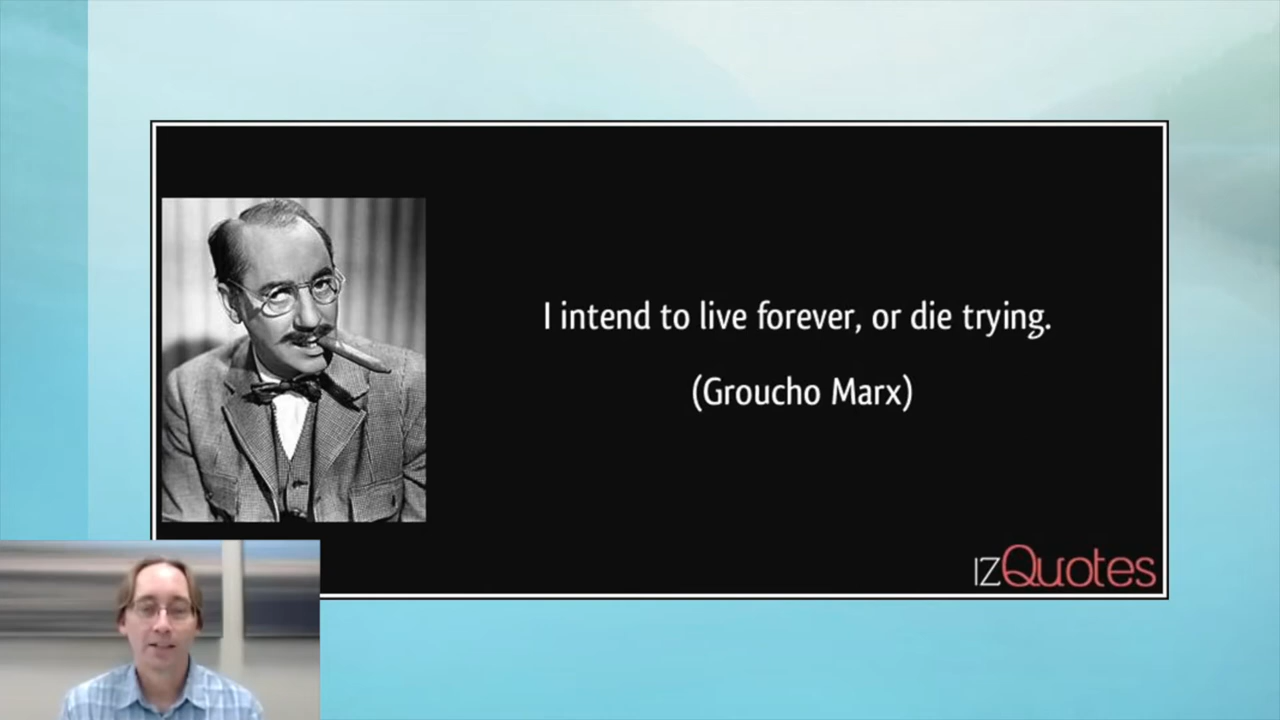 I intend to live forever, or die trying.
(Groucho Marx)
IZQuotes